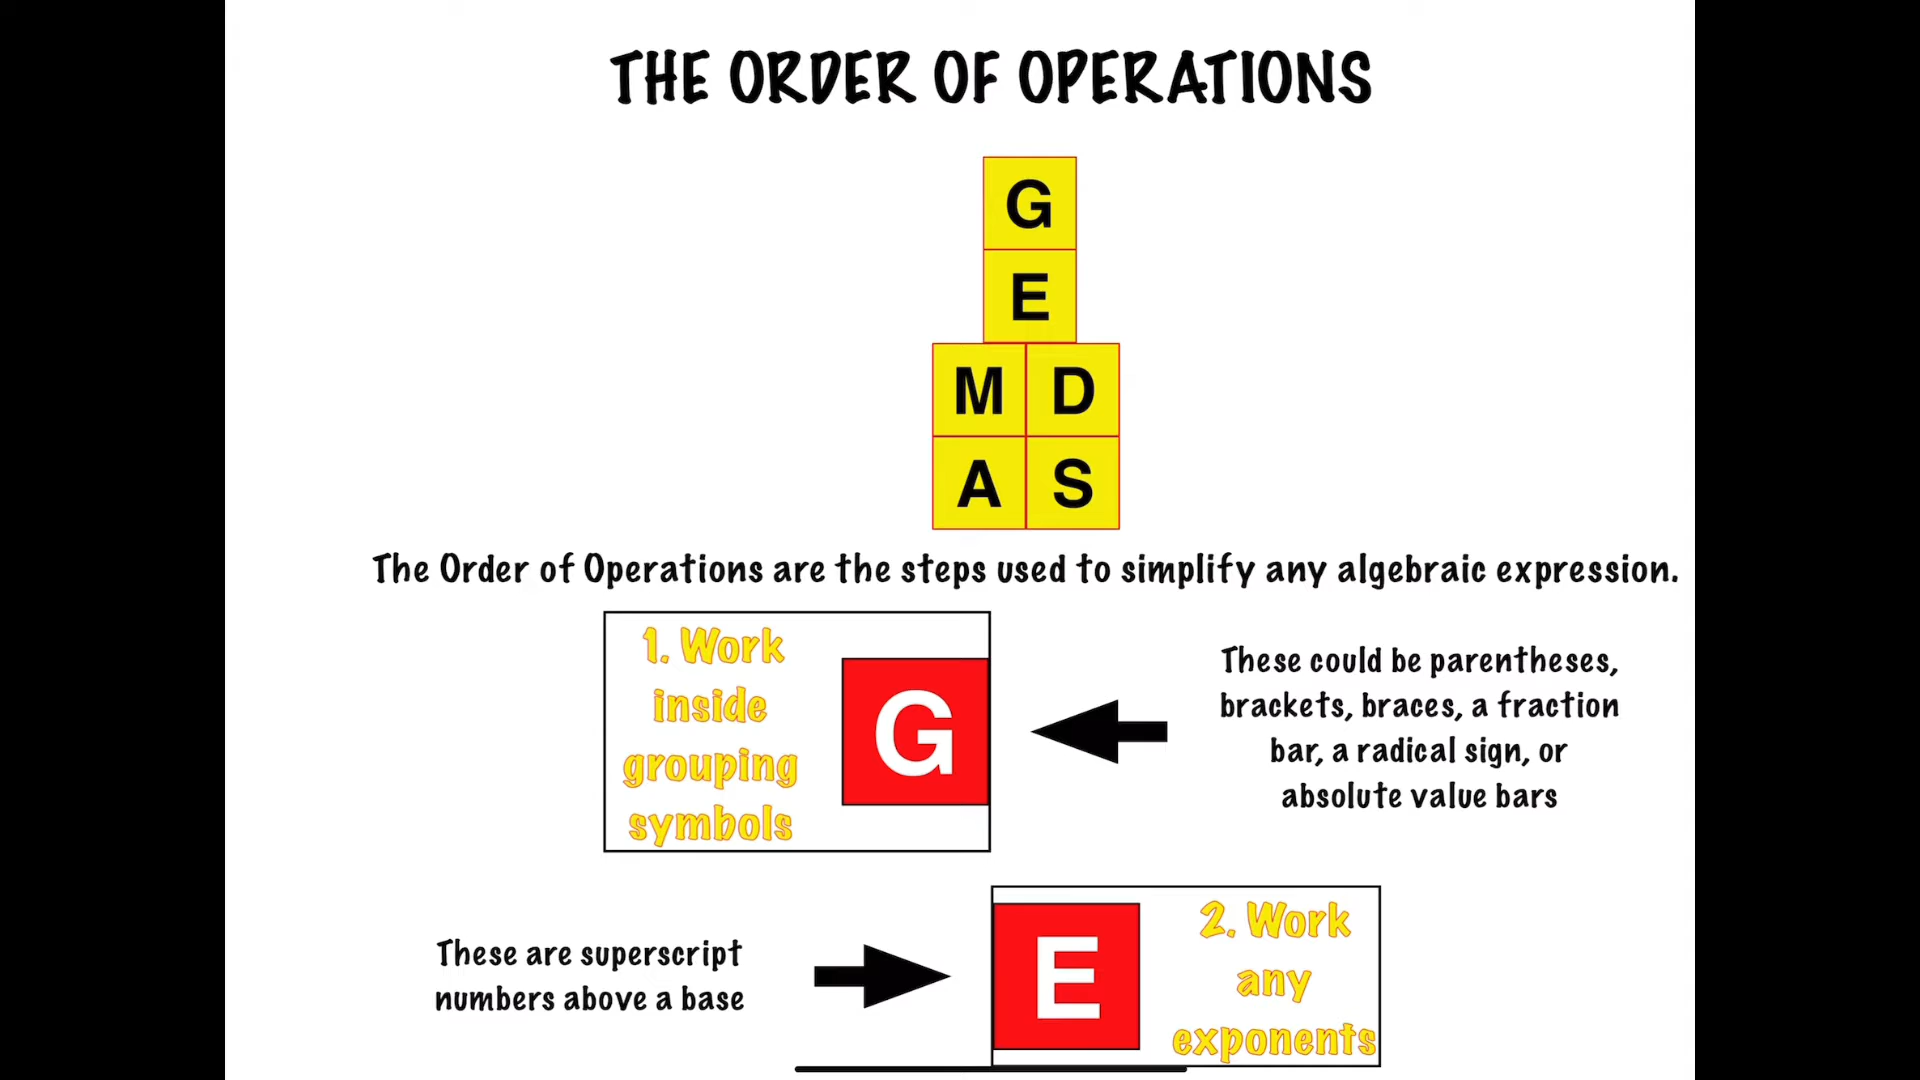 THE ORDER OF OPERATIONS
G
E
M D
A S
The Order of Operations are the steps used to simplify any algebraic expression.
1. Work
inside
grouping
symbols
G
These could be parentheses,
brackets, braces, a fraction
bar, a radical sign, or
absolute value bars
These are superscript
numbers above a base
E
2. Work
any
exponents